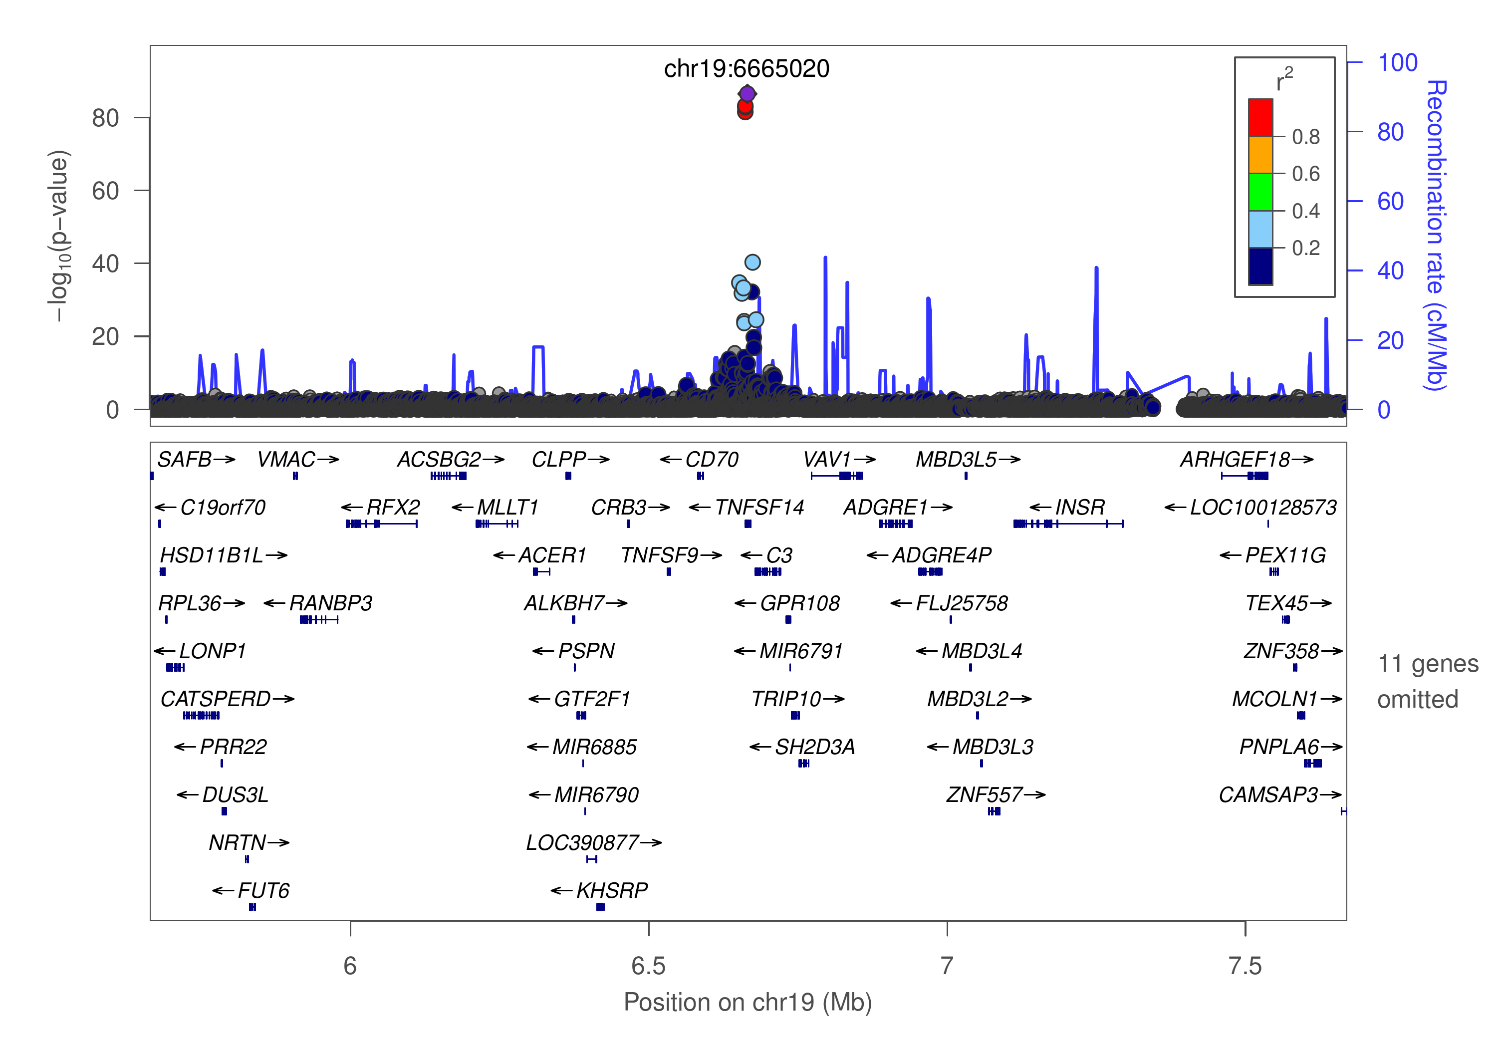 chr19:6665020
r2
0.8
0.6
0.4
0.2
−log10(p−value)
0
20
40
60
80
Recombination rate (cM/Mb)
0
20
40
60
80
100
SAFB→ VMAC→ ACSBG2→ CLPP→ ←CD70 VAV1→ MBD3L5→ ARHGEF18→
←C19orf70 ←RFX2 ←MLLT1 CRB3→ ←TNFSF14 ADGRE1→ ←INSR ←LOC100128573
HSD11B1L→ ←ACER1 TNFSF9→ ←C3 ←ADGRE4P ←PEX11G
RPL36→ ←RANBP3 ALKBH7→ ←GPR108 ←FLJ25758 TEX45→
←LONP1 ←PSPN ←MIR6791 ←MBD3L4 ZNF358→
CATSPERD→ ←GTF2F1 TRIP10→ MBD3L2→ MCOLN1→
←PRR22 ←MIR6885 ←SH2D3A ←MBD3L3 PNPLA6→
←DUS3L ←MIR6790 ZNF557→ CAMSAP3→
NRTN→ LOC390877→
←FUT6 ←KHSRP
11 genes
omitted
6 6.5 7 7.5
Position on chr19 (Mb)